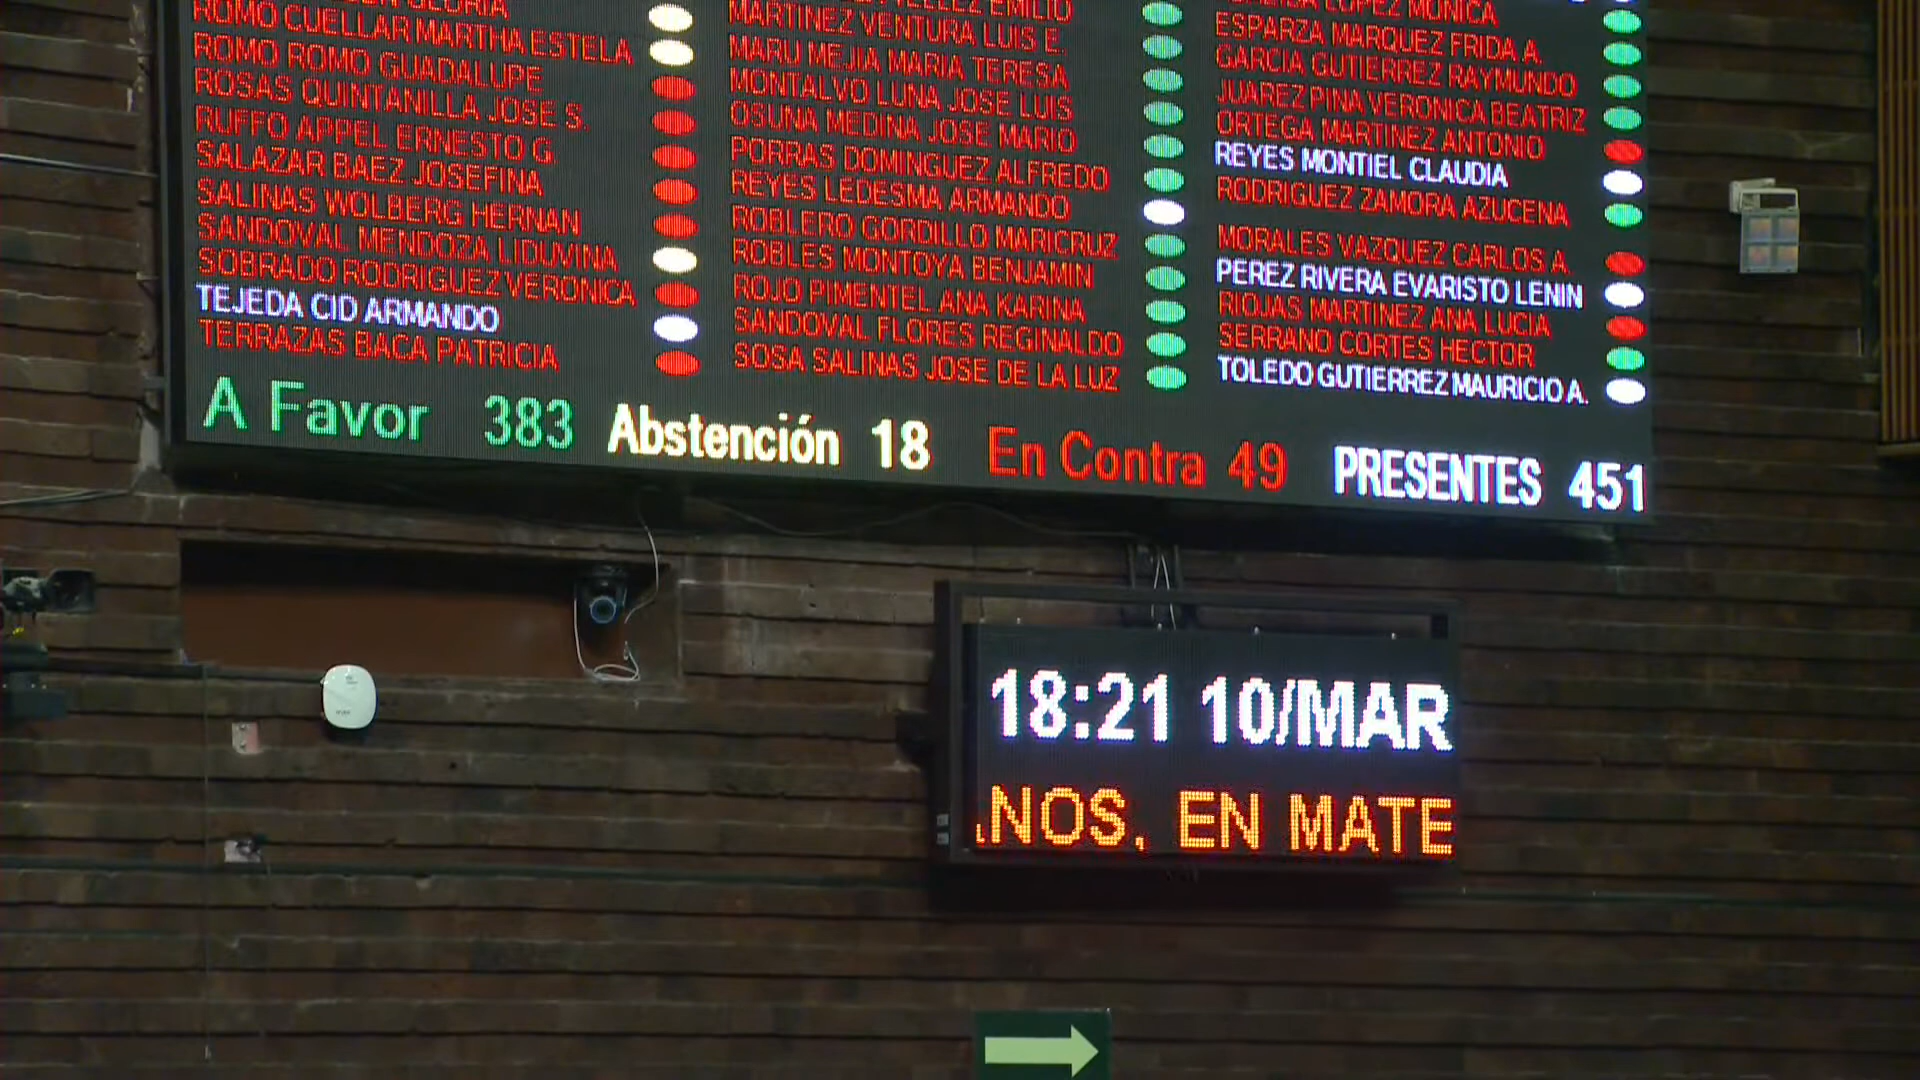 GLORIA
ROMO CUELLAR MARTHA ESTELA
ROMO ROMO GUADALUPE
ROSAS QUINTANILLA JOSE S.
RUFFO APPEL ERNESTO G.
SALAZAR BAEZ JOSEFINA
SALINAS WOLBERG HERNAN
SANDOVAL MENDOZA LIDUVINA
SOBRADO RODRIGUEZ VERONICA
TEJEDA CID ARMANDO
TERRAZAS BACA PATRICIA
EMILIO
MARTINEZ VENTURA LUIS E.
MARU MEJIA MARIA TERESA
MONTALVO LUNA JOSE LUIS
OSUNA MEDINA JOSE MARIO
PORRAS DOMINGUEZ ALFREDO
REYES LEDESMA ARMANDO
ROBLERO GORDILLO MARICRUZ
ROBLES MONTOYA BENJAMIN
ROJO PIMENTEL ANA KARINA
SANDOVAL FLORES REGINALDO
SOSA SALINAS JOSE DE LA LUZ
LOPEZ MONICA
ESPARZA MARQUEZ FRIDA A.
GARCIA GUTIERREZ RAYMUNDO
JUAREZ PIÑA VERONICA BEATRIZ
ORTEGA MARTINEZ ANTONIO
REYES MONTIEL CLAUDIA
RODRIGUEZ ZAMORA AZUCENA
MORALES VAZQUEZ CARLOS A.
PEREZ RIVERA EVARISTO LENIN
RIOJAS MARTINEZ ANA LUCIA
SERRANO CORTES HECTOR
TOLEDO GUTIERREZ MAURICIO A.
A Favor 383 Abstención 18 En Contra 49 PRESENTES 451
18:21 10/MAR
NOS, EN MATE